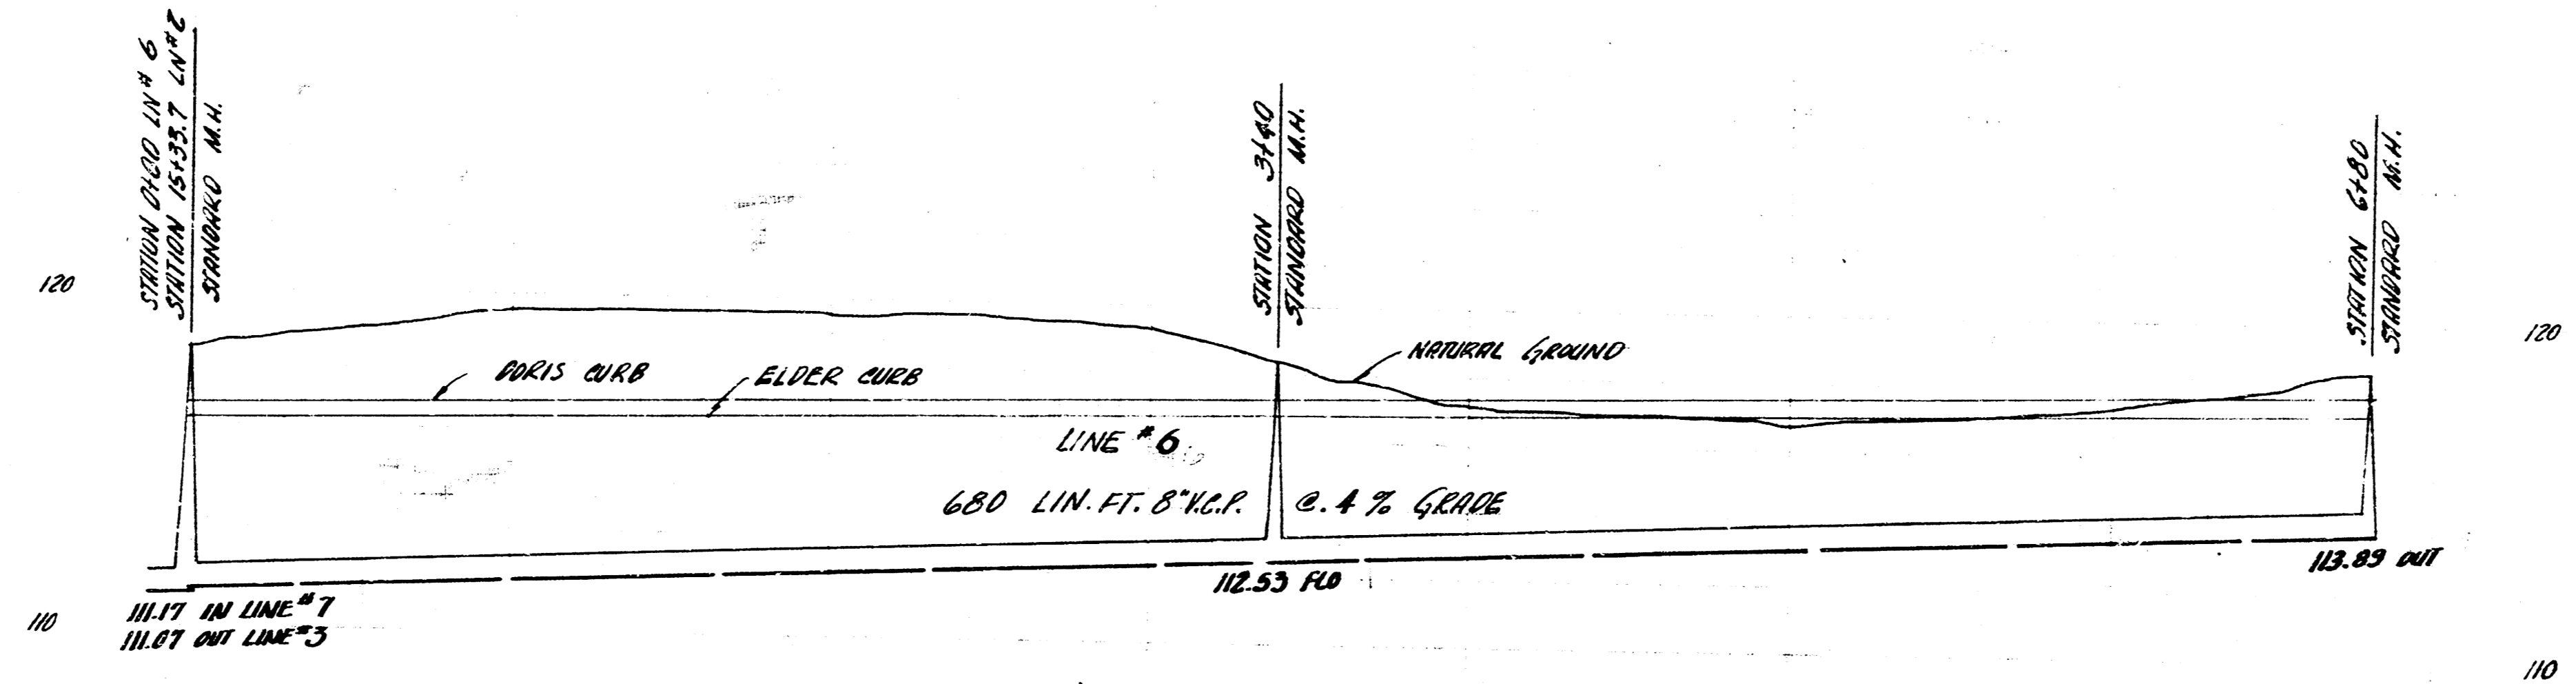 STATION 0+00 LN# 6
STATION 15+33.7 LN#2
STANDARD M.H.
STATION 3+40
STANDARD M.H.
STATION 6+80
STANDARD M.H.
120
120
NATURAL GROUND
DORIS CURB
ELDER CURB
LINE #6
680 LIN. FT. 8" V.C.P. @ .4 % GRADE
113.89 OUT
112.53 FLO
111.17 IN LINE #7
111.07 OUT LINE #3
110
110